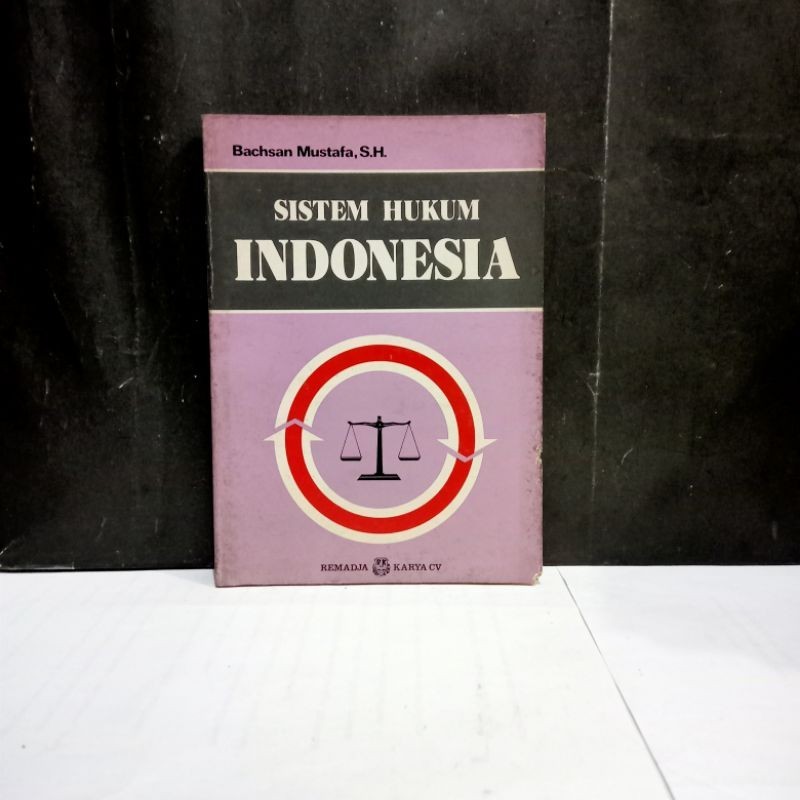 Bachsan Mustafa, S.H.
SISTEM HUKUM
INDONESIA
REMADJA KARYA CV